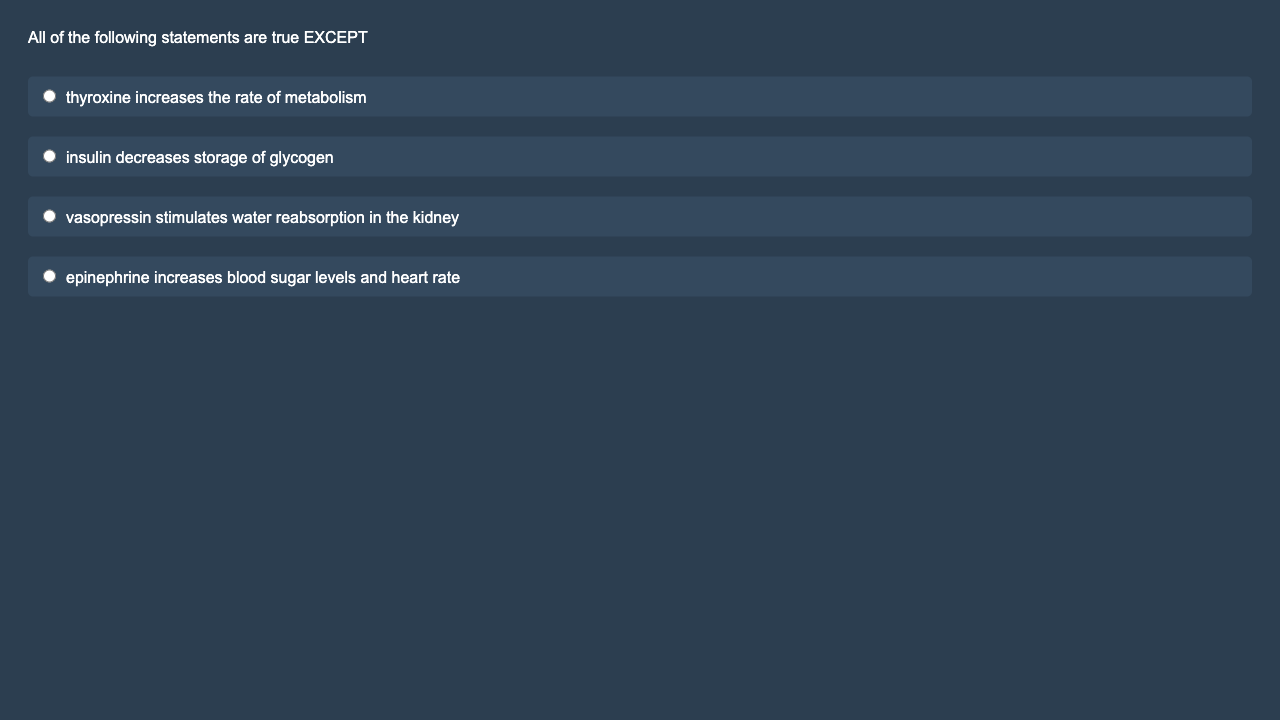 All of the following statements are true EXCEPT
thyroxine increases the rate of metabolism
insulin decreases storage of glycogen
vasopressin stimulates water reabsorption in the kidney
epinephrine increases blood sugar levels and heart rate